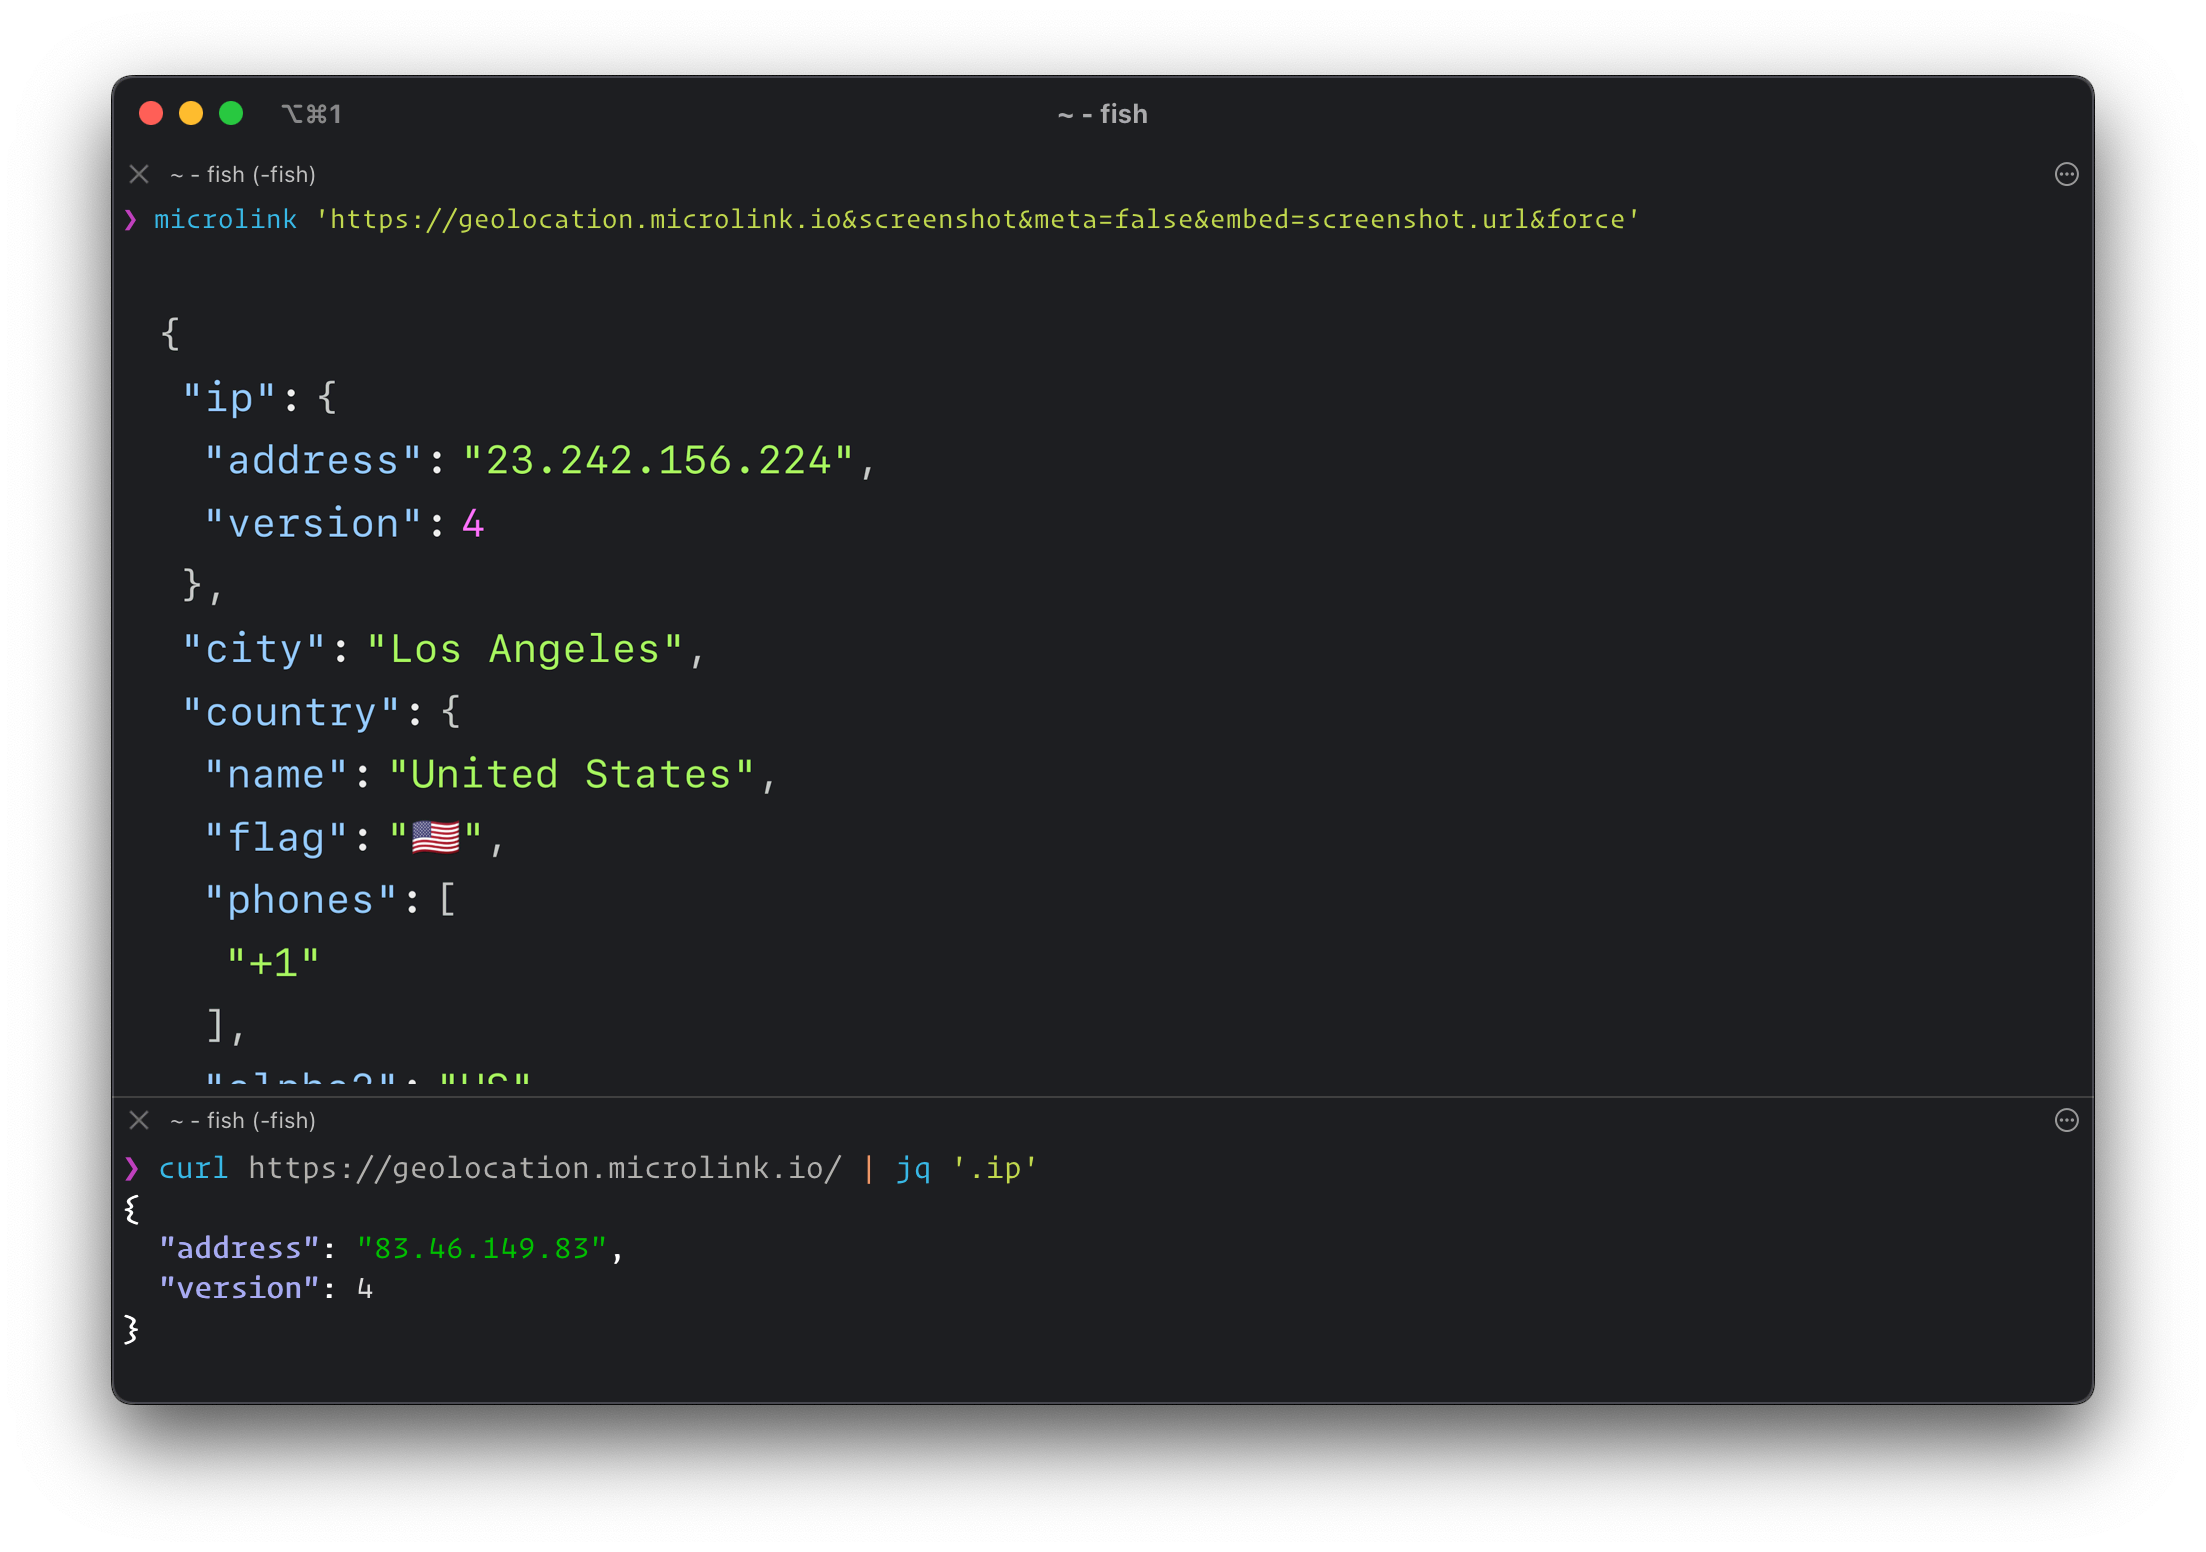 ⌥⌘1
~ - fish
~ - fish (-fish)
❯ microlink 'https://geolocation.microlink.io&screenshot&meta=false&embed=screenshot.url&force'
{
"ip": {
"address": "23.242.156.224",
"version": 4
},
"city": "Los Angeles",
"country": {
"name": "United States",
"flag": "🇺🇸",
"phones": [
"+1"
],
"alpha2": "US"
~ - fish (-fish)
❯ curl https://geolocation.microlink.io/ | jq '.ip'
{
"address": "83.46.149.83",
"version": 4
}